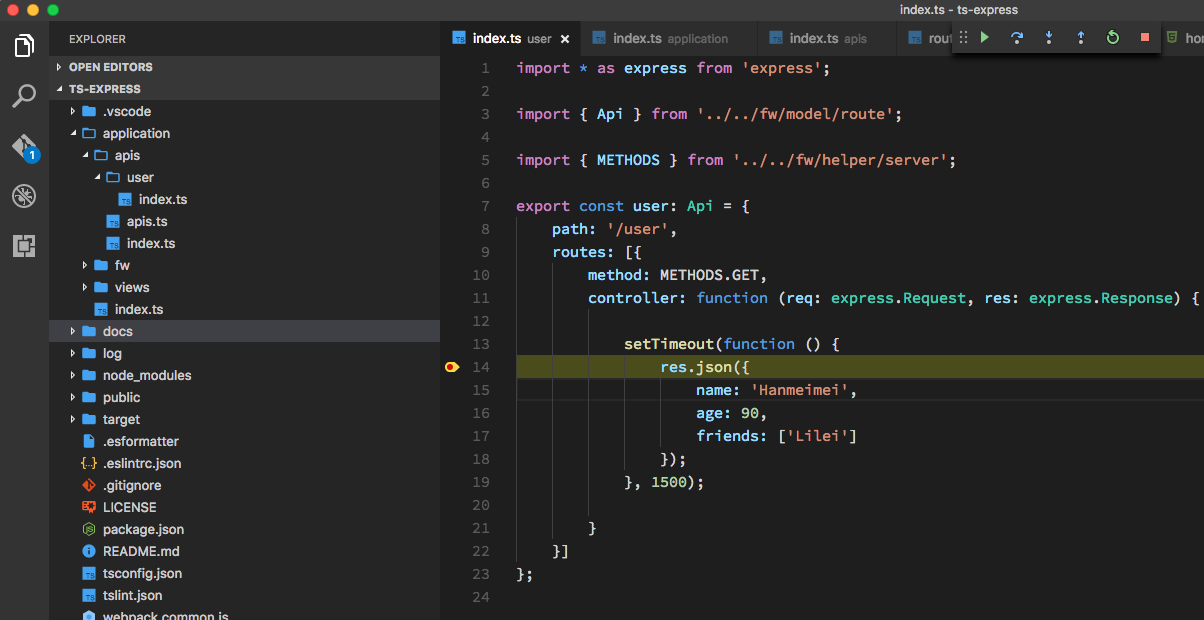 index.ts - ts-express
EXPLORER
OPEN EDITORS
TS-EXPRESS
.vscode
application
apis
user
index.ts
apis.ts
index.ts
fw
views
index.ts
docs
log
node_modules
public
target
.esformatter
.eslintrc.json
.gitignore
LICENSE
package.json
README.md
tsconfig.json
tslint.json
webpack.common.js
1
index.ts user
index.ts application
index.ts apis
rout
hor
1 import * as express from 'express';
2
3 import { Api } from '../../fw/model/route';
4
5 import { METHODS } from '../../fw/helper/server';
6
7 export const user: Api = {
8 path: '/user',
9 routes: [{
10 method: METHODS.GET,
11 controller: function (req: express.Request, res: express.Response) {
12
13 setTimeout(function () {
14 res.json({
15 name: 'Hanmeimei',
16 age: 90,
17 friends: ['Lilei']
18 });
19 }, 1500);
20
21 }
22 }]
23 };
24